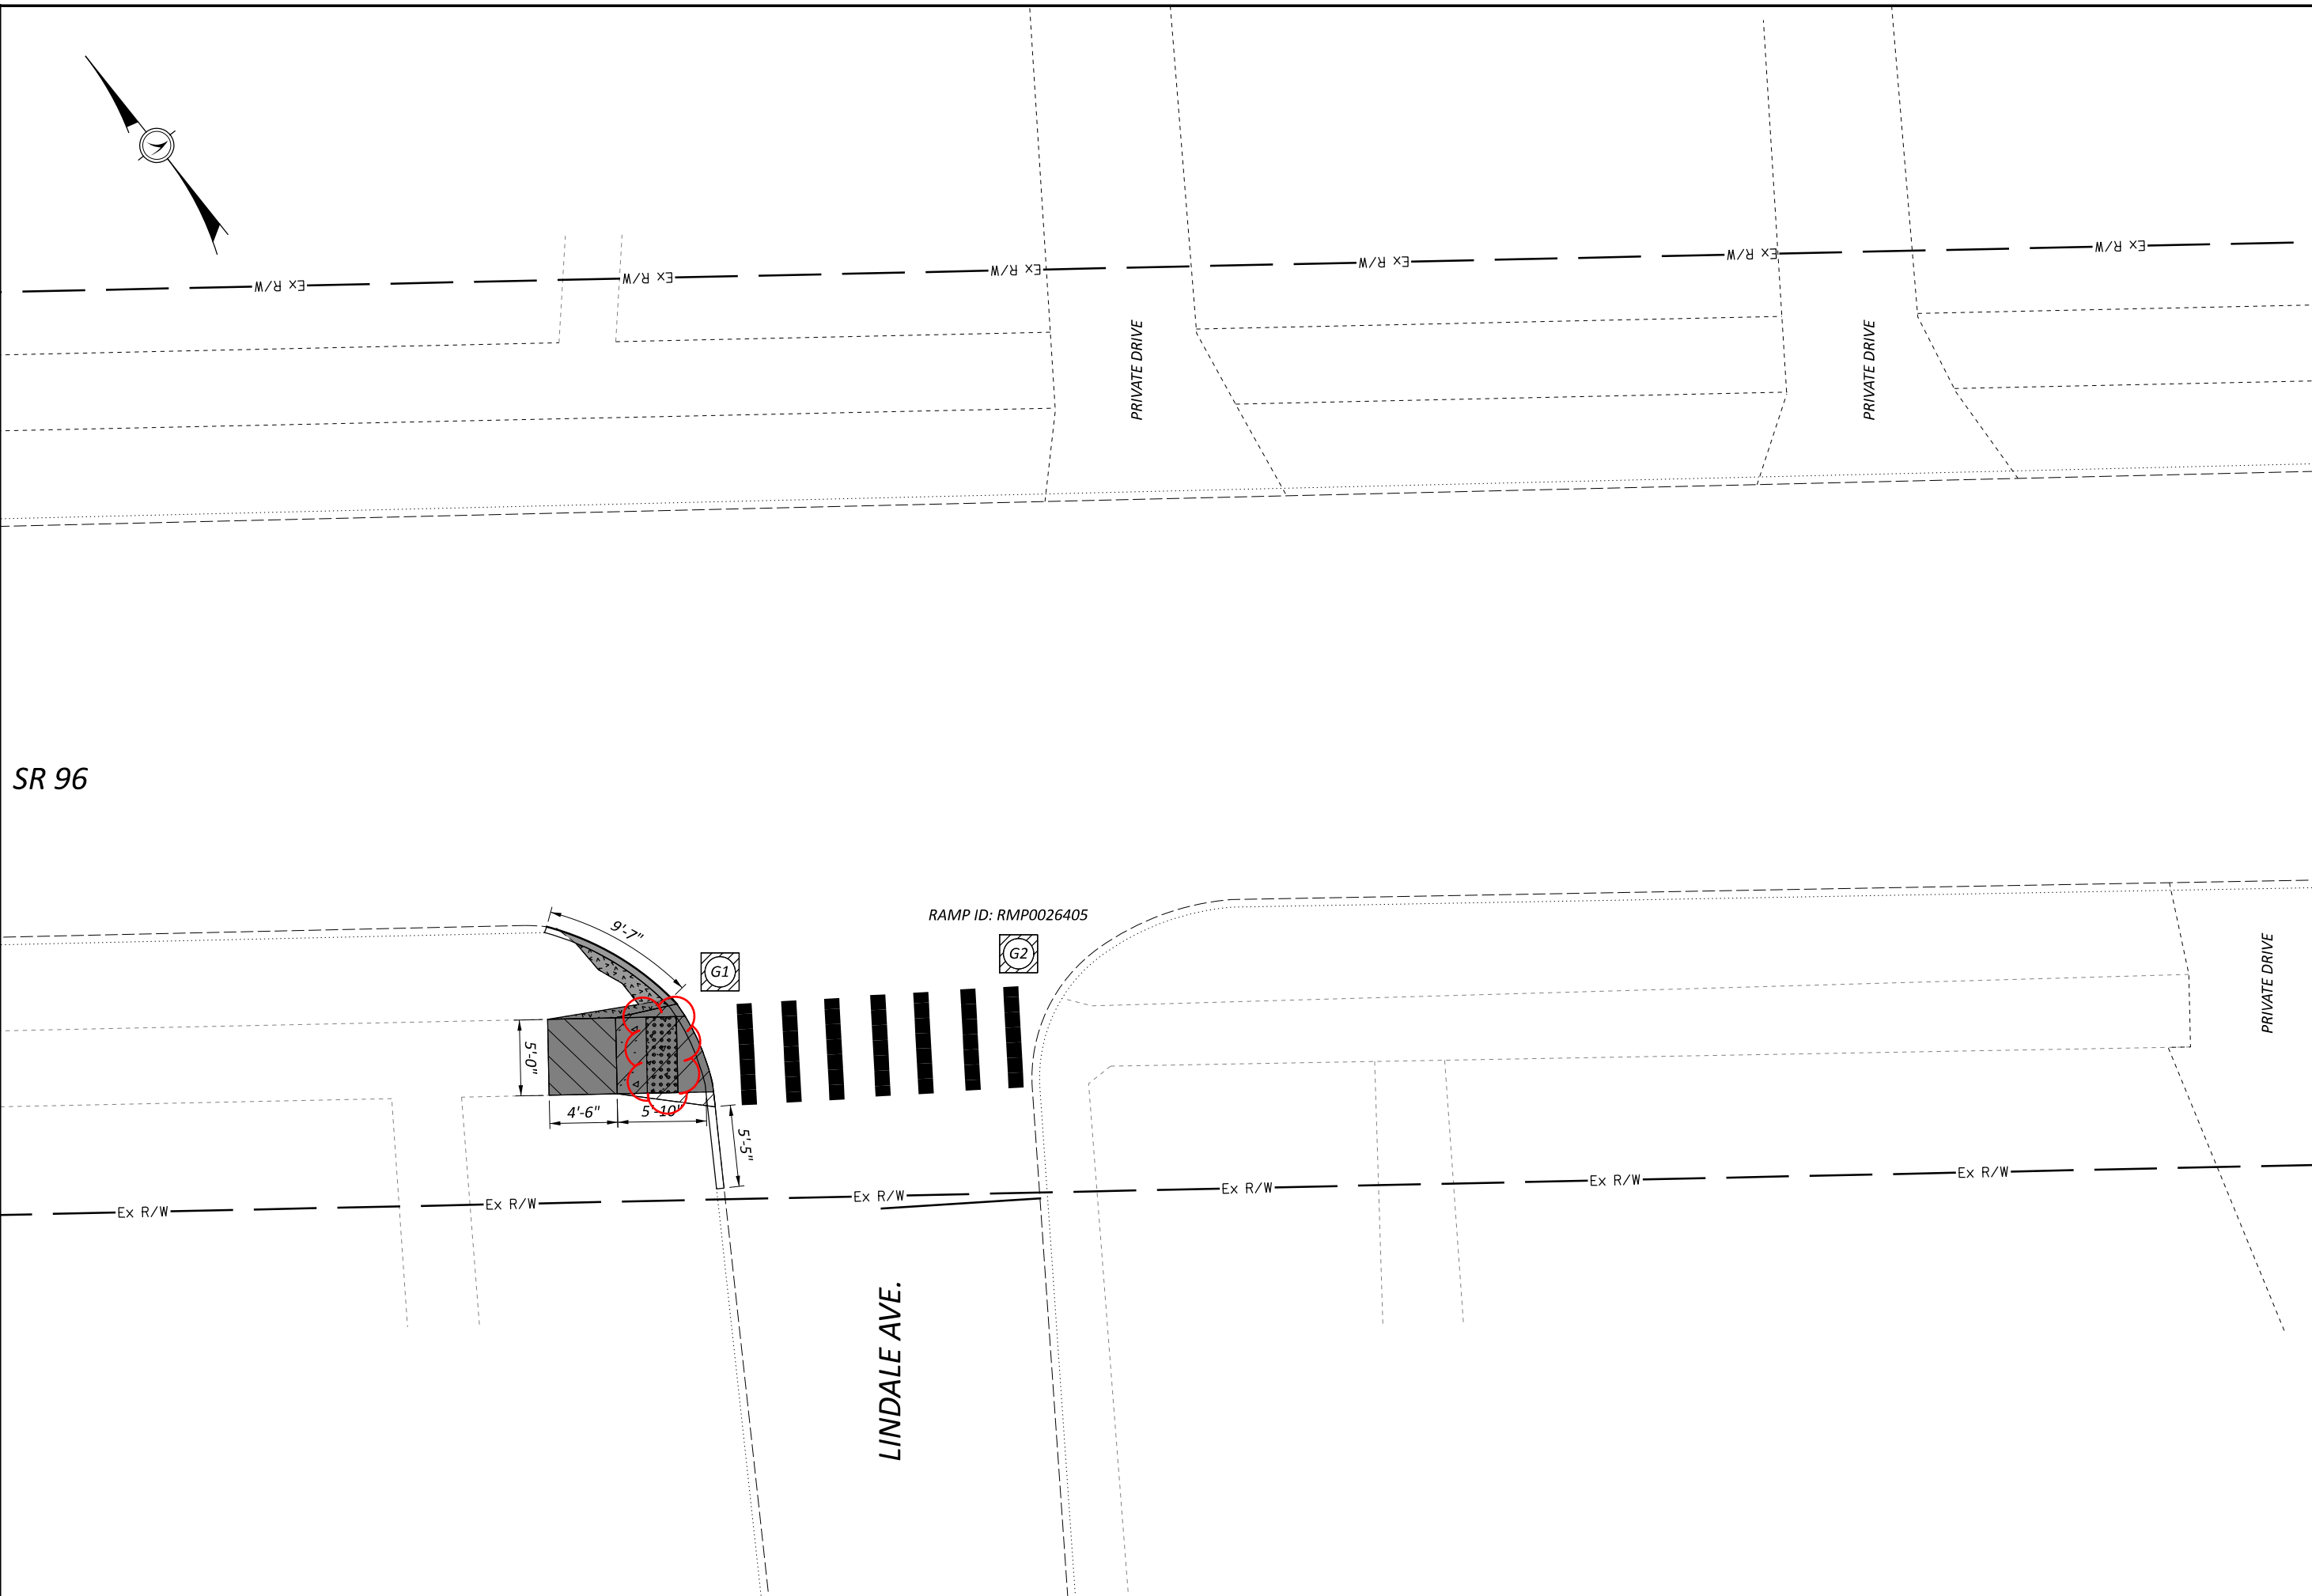 Ex R/W
Ex R/W
Ex R/W
Ex R/W
Ex R/W
Ex R/W
PRIVATE DRIVE
PRIVATE DRIVE
SR 96
RAMP ID: RMP0026405
9'-7"
G1
G2
PRIVATE DRIVE
5'-0"
4'-6"
5'-10"
5'-5"
Ex R/W
Ex R/W
Ex R/W
Ex R/W
Ex R/W
Ex R/W
LINDALE AVE.